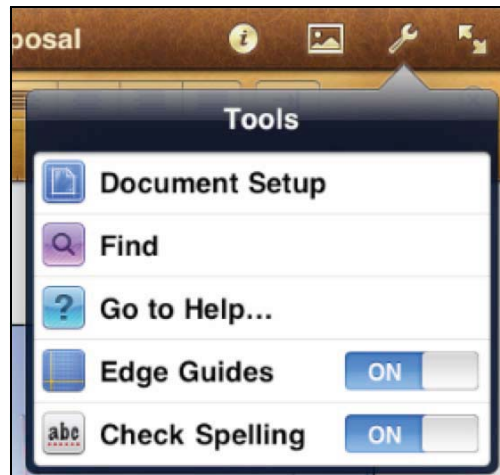 posal
Tools
Document Setup
Find
Go to Help...
Edge Guides ON
abc Check Spelling ON